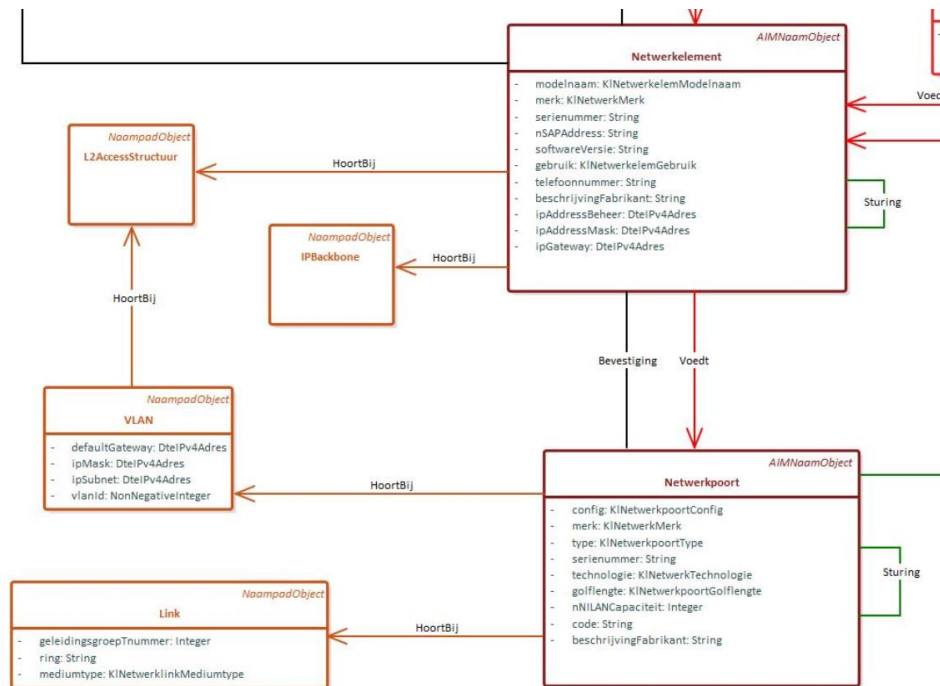 AIMNaamObject
Netwerkelement
- modelnaam: KlNetwerkelemModelnaam
- merk: KlNetwerkMerk
- serienummer: String
- nSAPAddress: String
- softwareVersie: String
- gebruik: KlNetwerkelemGebruik
- telefoonnummer: String
- beschrijvingFabrikant: String
- ipAddressBeheer: DteIPv4Adres
- ipAddressMask: DteIPv4Adres
- ipGateway: DteIPv4Adres
Voed
Sturing
NaampadObject
L2AccessStructuur
HoortBij
NaampadObject
IPBackbone
HoortBij
HoortBij
Bevestiging
Voedt
NaampadObject
VLAN
- defaultGateway: DteIPv4Adres
- ipMask: DteIPv4Adres
- ipSubnet: DteIPv4Adres
- vlanId: NonNegativeInteger
HoortBij
AIMNaamObject
Netwerkpoort
- config: KlNetwerkpoortConfig
- merk: KlNetwerkMerk
- type: KlNetwerkpoortType
- serienummer: String
- technologie: KlNetwerkTechnologie
- golflengte: KlNetwerkpoortGolflengte
- nNILANCapaciteit: Integer
- code: String
- beschrijvingFabrikant: String
Sturing
NaampadObject
Link
- geleidingsgroepTnummer: Integer
- ring: String
- mediumtype: KlNetwerklinkMediumtype
HoortBij